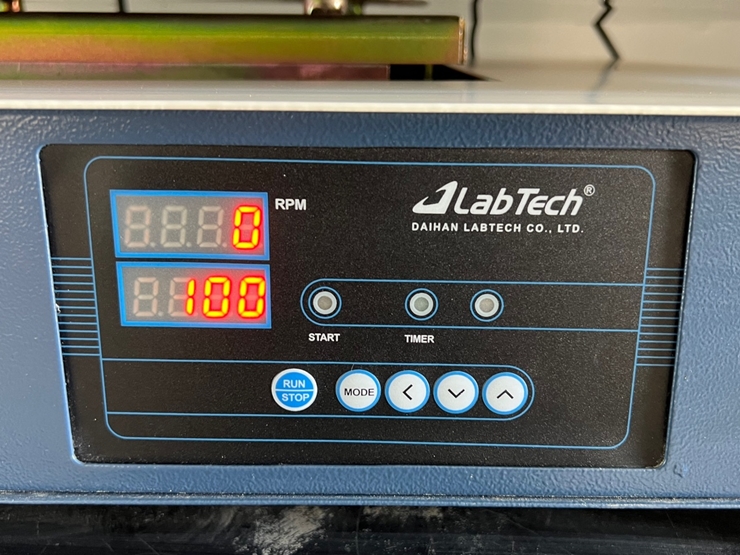 0
RPM
LabTech®
DAIHAN LABTECH CO., LTD.
100
START
TIMER
RUN
STOP
MODE